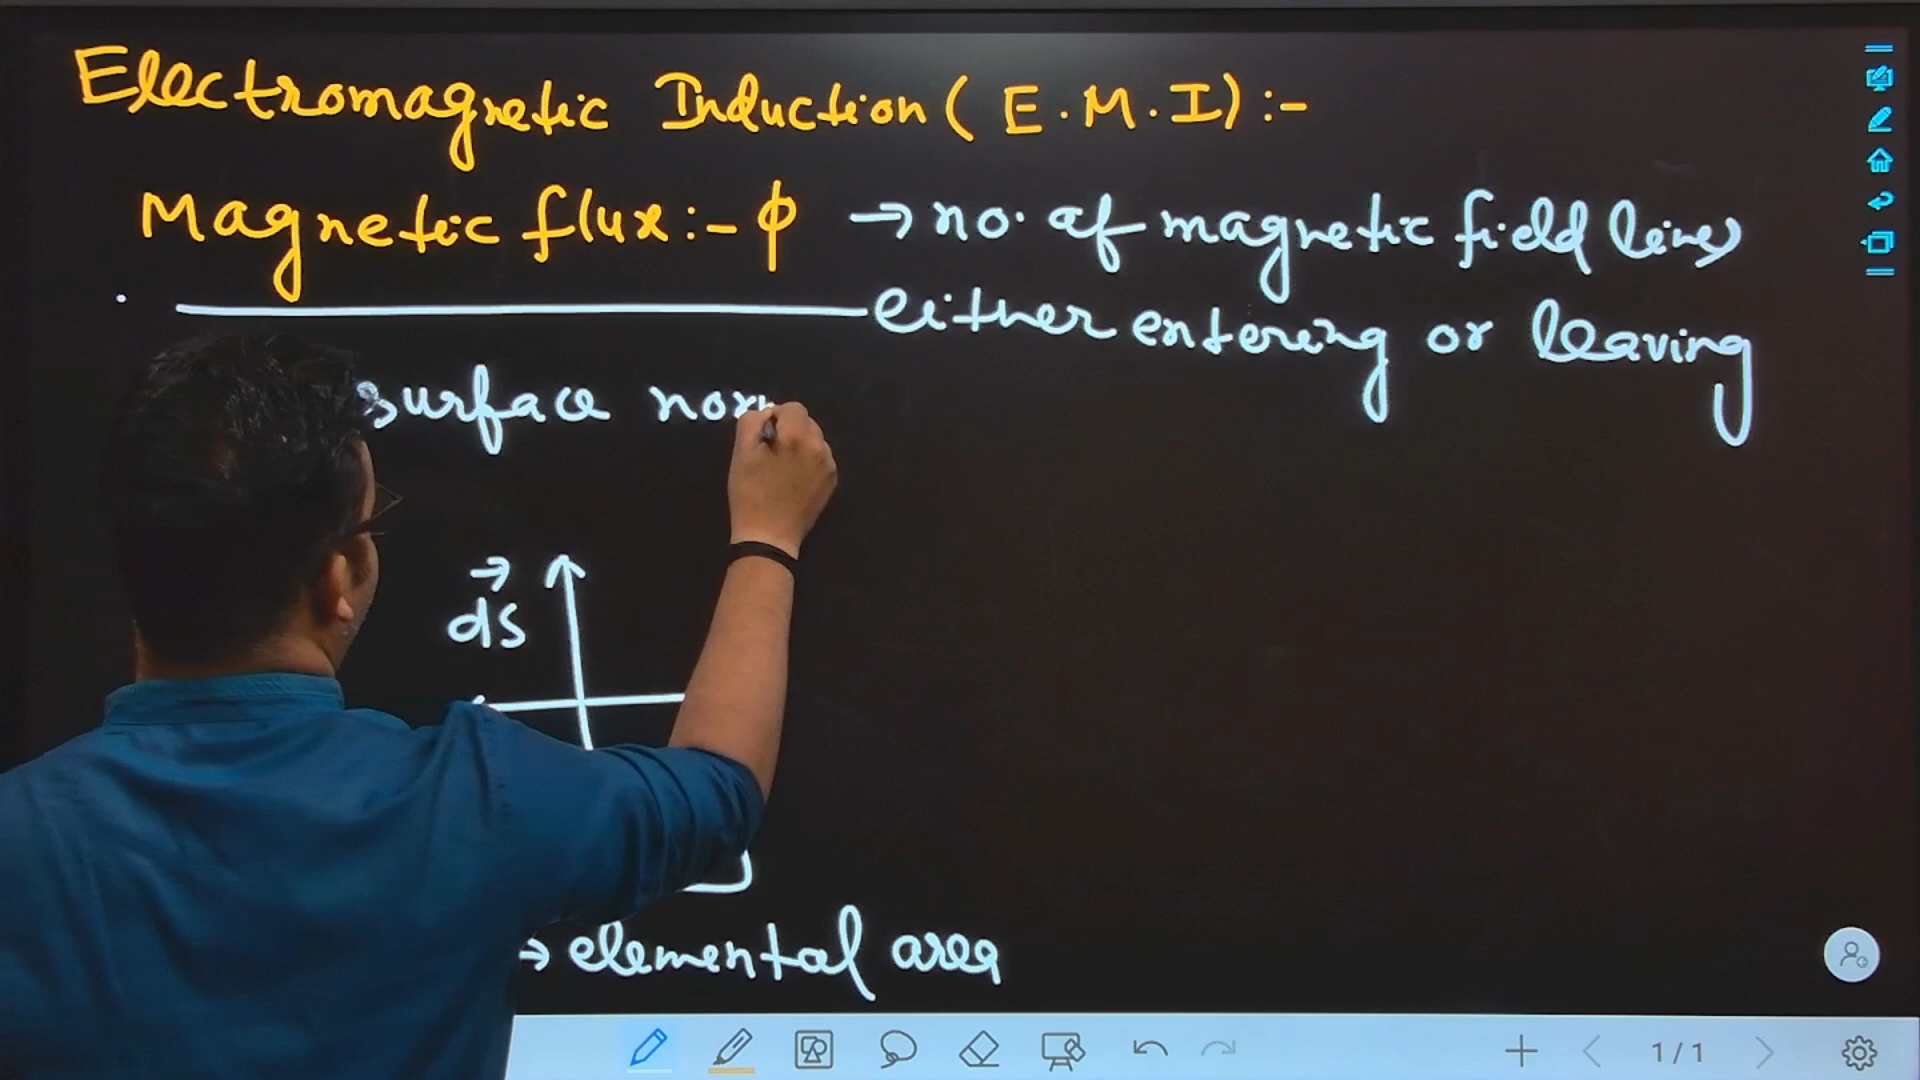 Electromagnetic Induction (E.M.I) :-
Magnetic flux :- ϕ → no. of magnetic field lines
either entering or leaving
surface nor
ds
→ elemental area
1/1